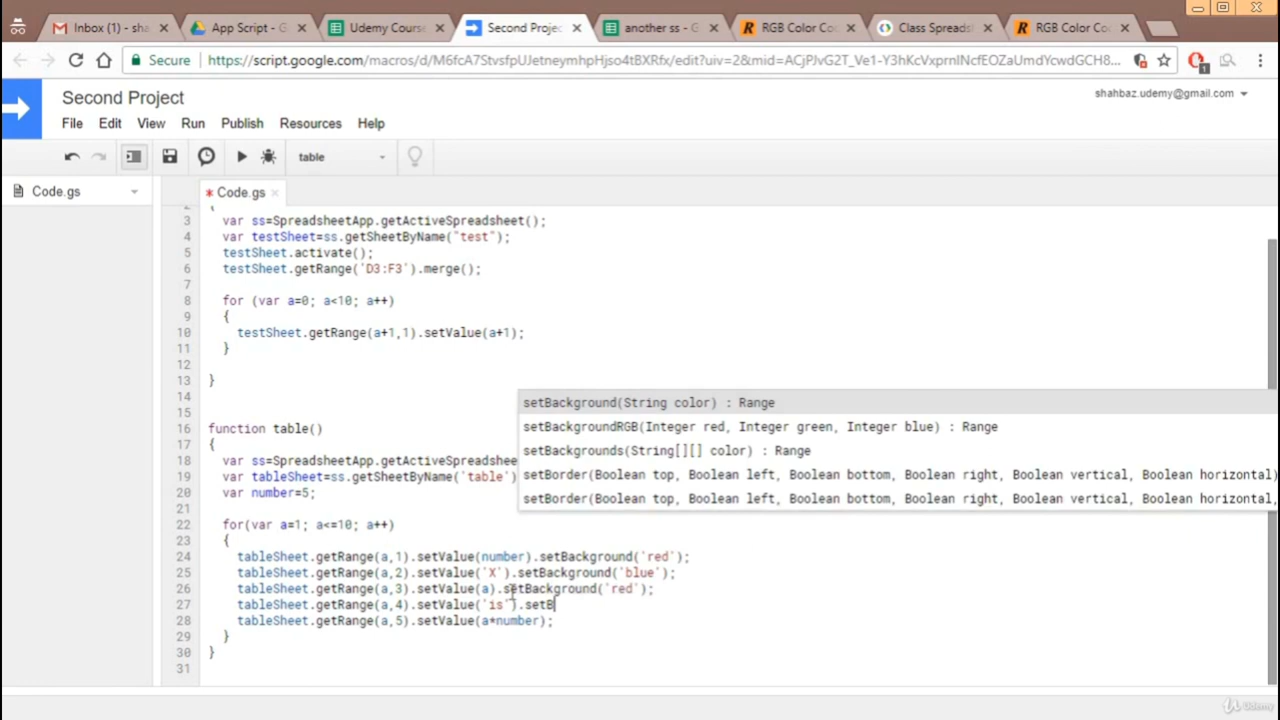 Inbox (1) - sha
App Script - G
Udemy Course
Second Projec
another ss - G
RGB Color Co
Class Spreads
RGB Color Co
Secure
https://script.google.com/macros/d/M6fcA7StvsfpUJetneymhpHjso4tBXRfx/edit?uiv=2&mid=ACjPJvG2T_Ve1-Y3hKcVxprnINcfEOZaUmdYcwdGCH8...
1
Second Project
shahbaz.udemy@gmail.com
File Edit View Run Publish Resources Help
table
Code.gs
* Code.gs
2 {
3 var ss=SpreadsheetApp.getActiveSpreadsheet();
4 var testSheet=ss.getSheetByName("test");
5 testSheet.activate();
6 testSheet.getRange('D3:F3').merge();
7
8 for (var a=0; a<10; a++)
9 {
10 testSheet.getRange(a+1,1).setValue(a+1);
11 }
12
13 }
14
15
16 function table()
17 {
18 var ss=SpreadsheetApp.getActiveSpreadshee
19 var tableSheet=ss.getSheetByName('table')
20 var number=5;
21
22 for(var a=1; a<=10; a++)
23 {
24 tableSheet.getRange(a,1).setValue(number).setBackground('red');
25 tableSheet.getRange(a,2).setValue('X').setBackground('blue');
26 tableSheet.getRange(a,3).setValue(a).setBackground('red');
27 tableSheet.getRange(a,4).setValue('is').setB
28 tableSheet.getRange(a,5).setValue(a*number);
29 }
30 }
31
setBackground(String color) : Range
setBackgroundRGB(Integer red, Integer green, Integer blue) : Range
setBackgrounds(String[][] color) : Range
setBorder(Boolean top, Boolean left, Boolean bottom, Boolean right, Boolean vertical, Boolean horizontal)
setBorder(Boolean top, Boolean left, Boolean bottom, Boolean right, Boolean vertical, Boolean horizontal,
Udemy